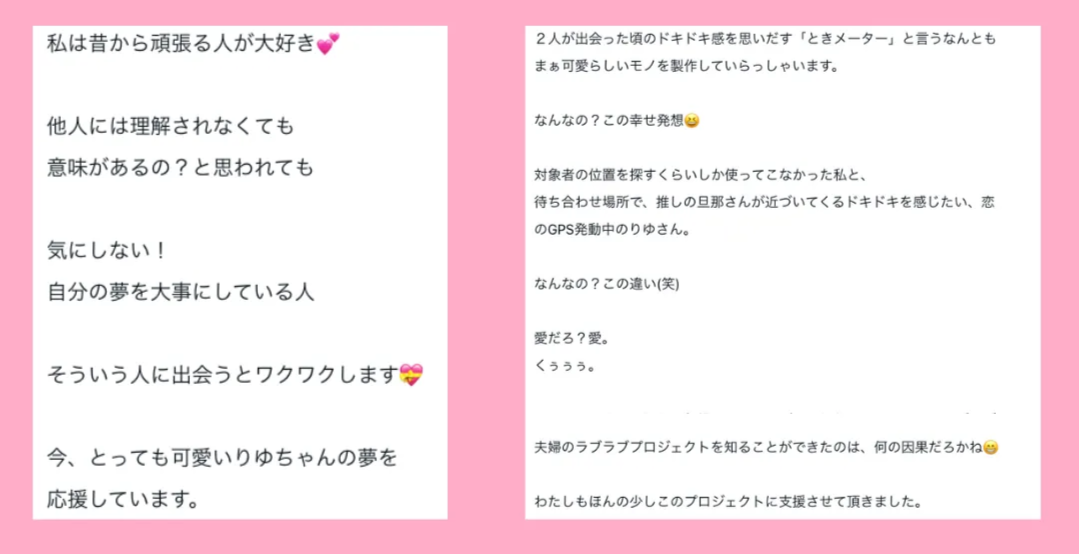 私は昔から頑張る人が大好き💕
他人には理解されなくても
意味があるの？と思われても
気にしない！
自分の夢を大事にしている人
そういう人に出会うとワクワクします💝
今、とっても可愛いりゆちゃんの夢を
応援しています。
２人が出会った頃のドキドキ感を思いだす「ときメーター」と言うなんとも
まぁ可愛らしいモノを製作していらっしゃいます。
なんなの？この幸せ発想😆
対象者の位置を探すくらいしか使ってこなかった私と、
待ち合わせ場所で、推しの旦那さんが近づいてくるドキドキを感じたい、恋
のGPS発動中のりゆさん。
なんなの？この違い(笑)
愛だろ？愛。
くぅぅぅ。
夫婦のラブラブプロジェクトを知ることができたのは、何の因果だろかね😁
わたしもほんの少しこのプロジェクトに支援させて頂きました。